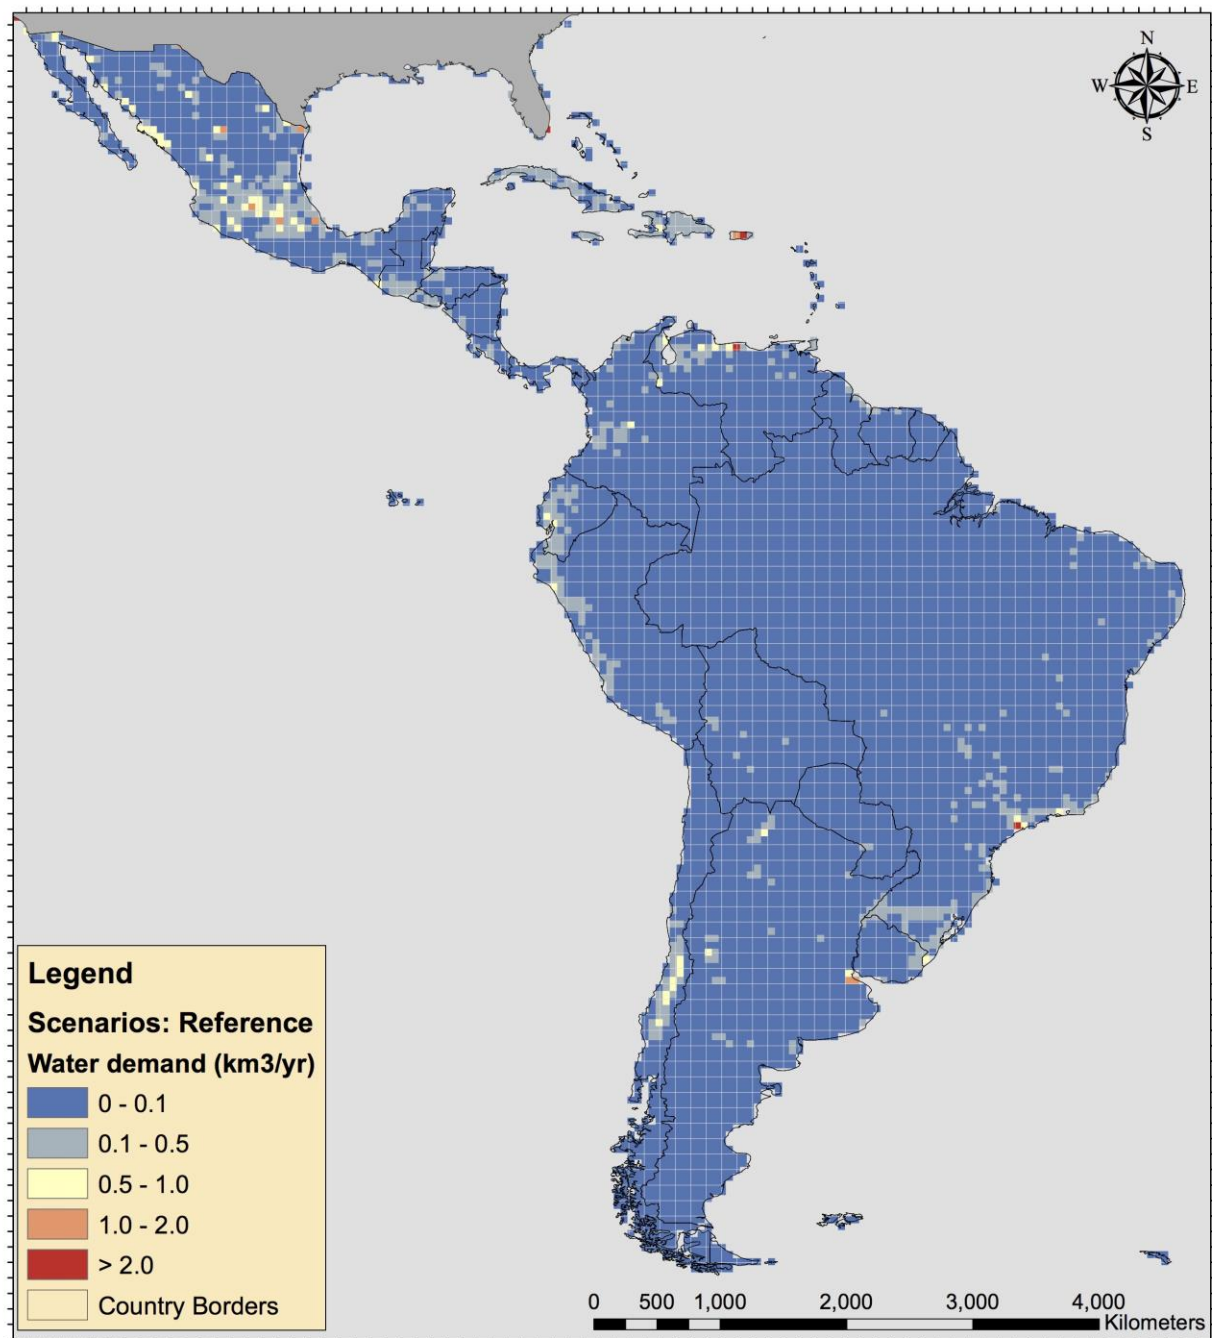 N
W E
S
Legend
Scenarios: Reference
Water demand (km3/yr)
0 - 0.1
0.1 - 0.5
0.5 - 1.0
1.0 - 2.0
> 2.0
Country Borders
0 500 1,000 2,000 3,000 4,000
Kilometers